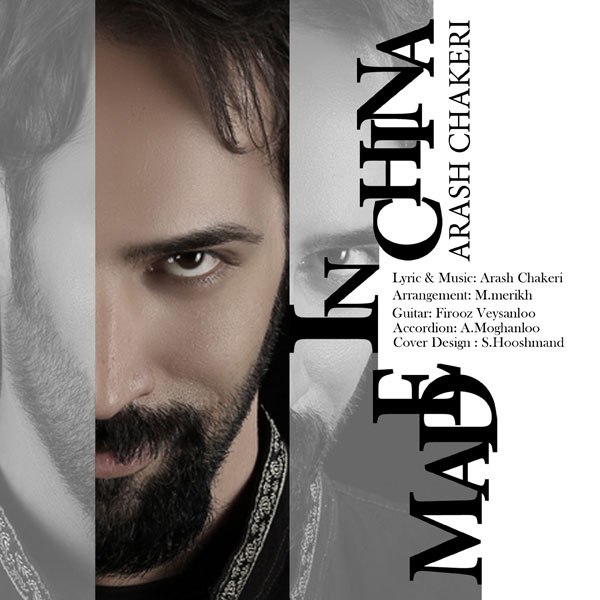 MADE IN CHINA
ARASH CHAKERI
Lyric & Music: Arash Chakeri
Arrangement: M.merikh
Guitar: Firooz Veysanloo
Accordion: A.Moghanloo
Cover Design : S.Hooshmand